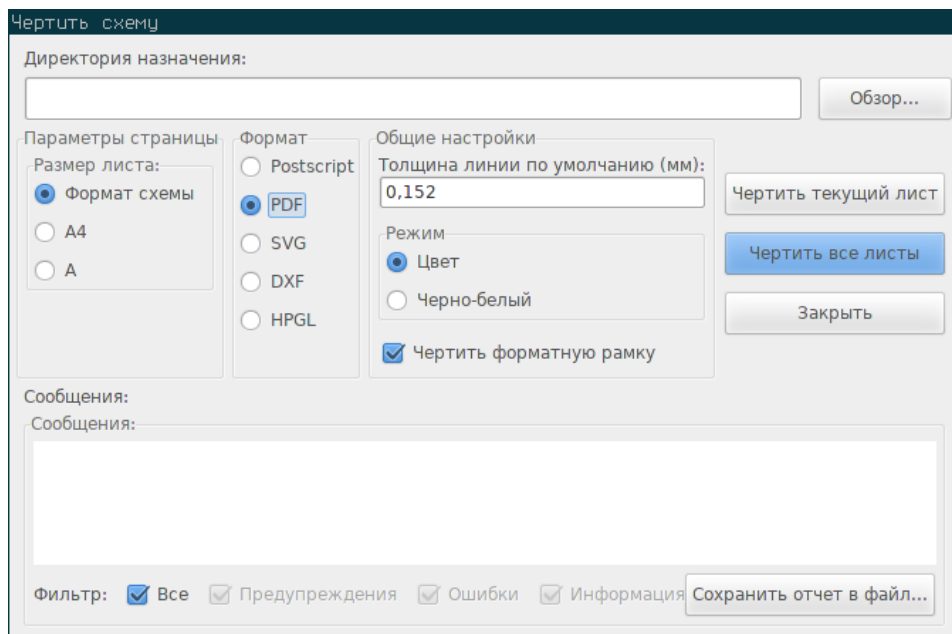 Чертить схему
Директория назначения:
Обзор...
Параметры страницы
Размер листа:
Формат схемы
A4
A
Формат
Postscript
PDF
SVG
DXF
HPGL
Общие настройки
Толщина линии по умолчанию (мм):
0,152
Режим
Цвет
Черно-белый
Чертить форматную рамку
Чертить текущий лист
Чертить все листы
Закрыть
Сообщения:
Сообщения:
Фильтр: Все Предупреждения Ошибки Информация Сохранить отчет в файл...